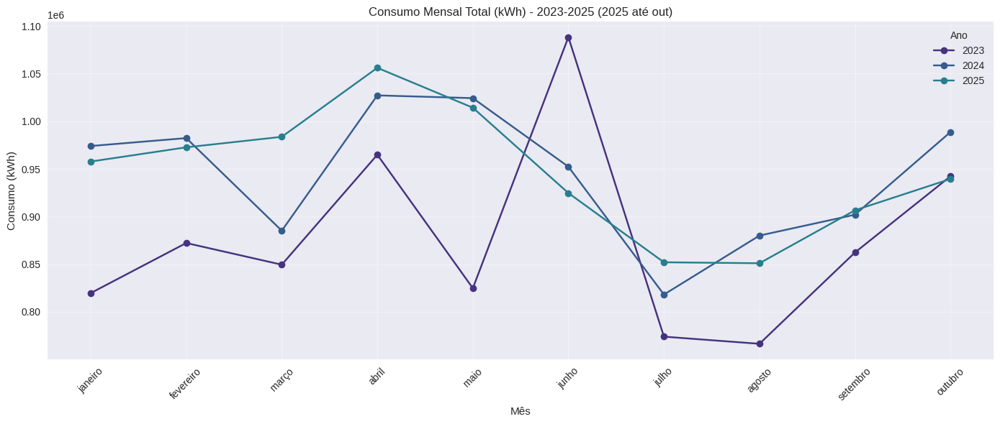 Consumo Mensal Total (kWh) - 2023-2025 (2025 até out)
1e6
1.10
1.05
1.00
0.95
0.90
0.85
0.80
Consumo (kWh)
Ano
2023
2024
2025
janeiro
fevereiro
março
abril
maio
junho
julho
agosto
setembro
outubro
Mês